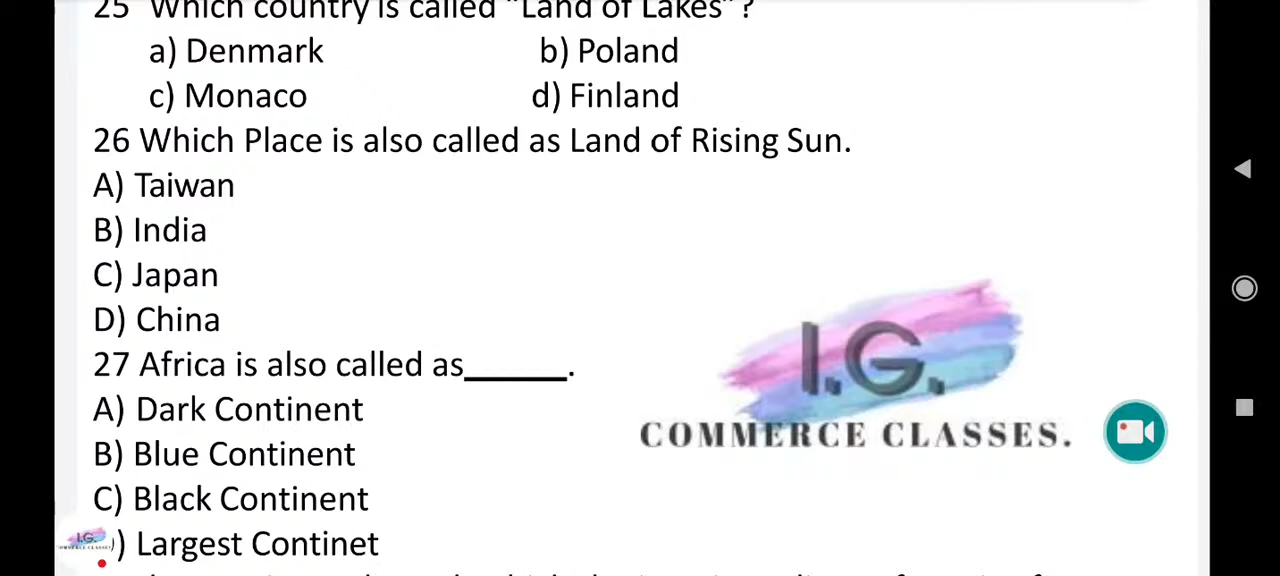 25 Which country is called "Land of Lakes"?
a) Denmark b) Poland
c) Monaco d) Finland
26 Which Place is also called as Land of Rising Sun.
A) Taiwan
B) India
C) Japan
D) China
27 Africa is also called as______.
A) Dark Continent
B) Blue Continent
C) Black Continent
) Largest Continet
I.G.
COMMERCE CLASSES.
I.G.